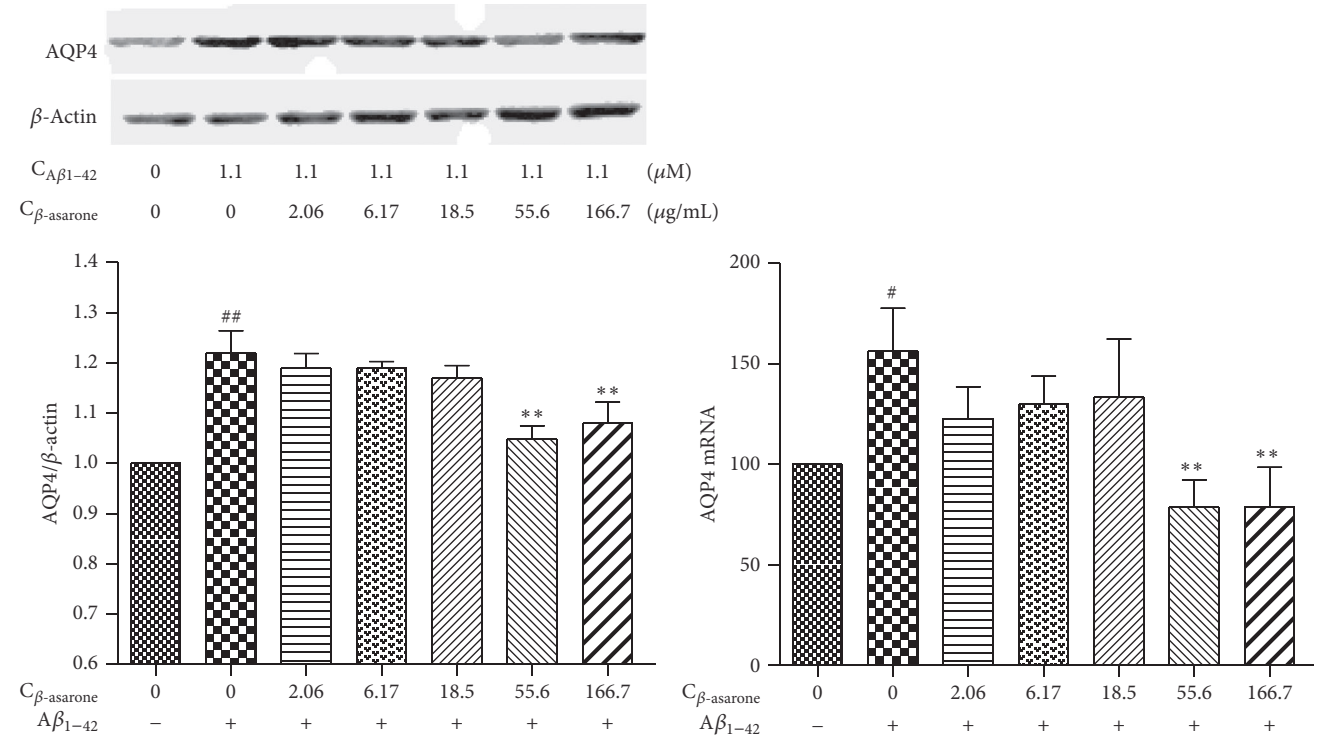 AQP4
β-Actin
CAβ1–42 0 1.1 1.1 1.1 1.1 1.1 1.1 (μM)
Cβ-asarone 0 0 2.06 6.17 18.5 55.6 166.7 (μg/mL)
1.4
1.3
1.2
1.1
1.0
0.9
0.8
0.7
0.6
AQP4/β-actin
##
**
**
Cβ-asarone 0 0 2.06 6.17 18.5 55.6 166.7
Aβ1−42 − + + + + + +
200
150
100
50
0
AQP4 mRNA
#
**
**
Cβ-asarone 0 0 2.06 6.17 18.5 55.6 166.7
Aβ1−42 − + + + + + +